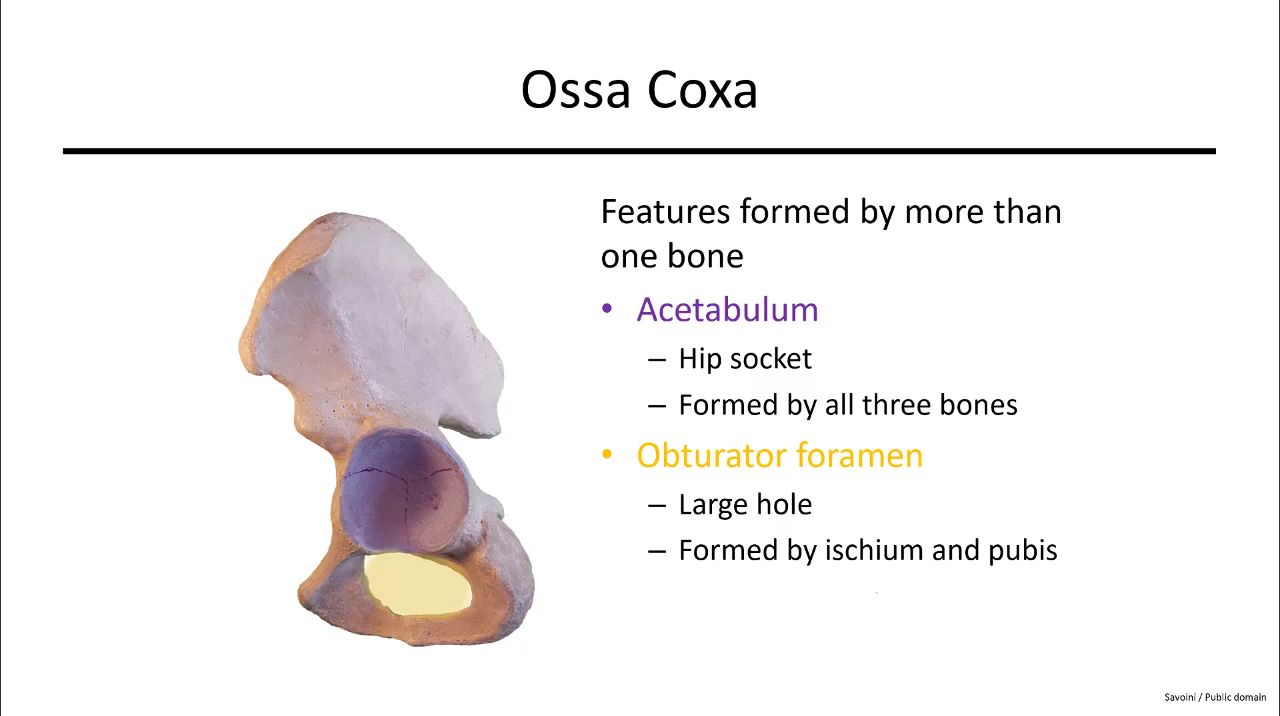 Ossa Coxa
Features formed by more than
one bone
• Acetabulum
– Hip socket
– Formed by all three bones
• Obturator foramen
– Large hole
– Formed by ischium and pubis
Savoini / Public domain